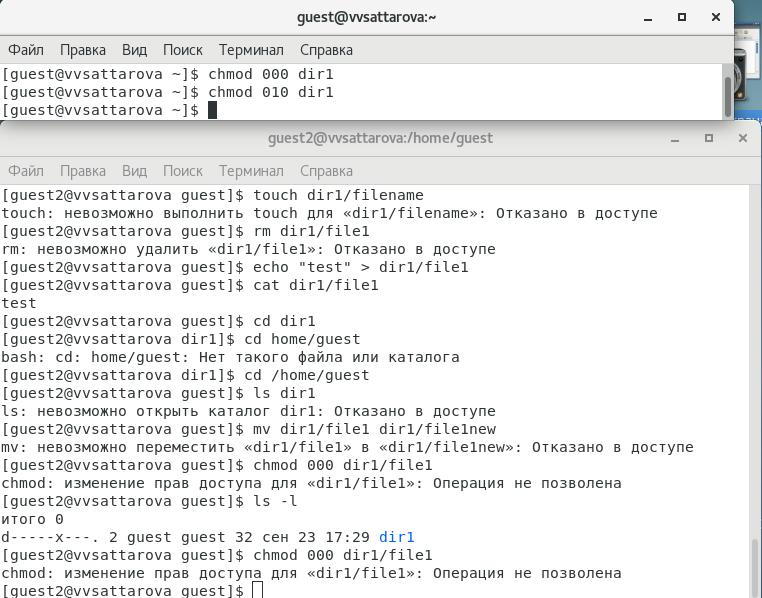 guest@vvsattarova:~
Файл Правка Вид Поиск Терминал Справка
[guest@vvsattarova ~]$ chmod 000 dir1
[guest@vvsattarova ~]$ chmod 010 dir1
[guest@vvsattarova ~]$
guest2@vvsattarova:/home/guest
Файл Правка Вид Поиск Терминал Справка
[guest2@vvsattarova guest]$ touch dir1/filename
touch: невозможно выполнить touch для «dir1/filename»: Отказано в доступе
[guest2@vvsattarova guest]$ rm dir1/file1
rm: невозможно удалить «dir1/file1»: Отказано в доступе
[guest2@vvsattarova guest]$ echo "test" > dir1/file1
[guest2@vvsattarova guest]$ cat dir1/file1
test
[guest2@vvsattarova guest]$ cd dir1
[guest2@vvsattarova dir1]$ cd home/guest
bash: cd: home/guest: Нет такого файла или каталога
[guest2@vvsattarova dir1]$ cd /home/guest
[guest2@vvsattarova guest]$ ls dir1
ls: невозможно открыть каталог dir1: Отказано в доступе
[guest2@vvsattarova guest]$ mv dir1/file1 dir1/file1new
mv: невозможно переместить «dir1/file1» в «dir1/file1new»: Отказано в доступе
[guest2@vvsattarova guest]$ chmod 000 dir1/file1
chmod: изменение прав доступа для «dir1/file1»: Операция не позволена
[guest2@vvsattarova guest]$ ls -l
итого 0
d-----x---. 2 guest guest 32 сен 23 17:29 dir1
[guest2@vvsattarova guest]$ chmod 000 dir1/file1
chmod: изменение прав доступа для «dir1/file1»: Операция не позволена
[guest2@vvsattarova guest]$